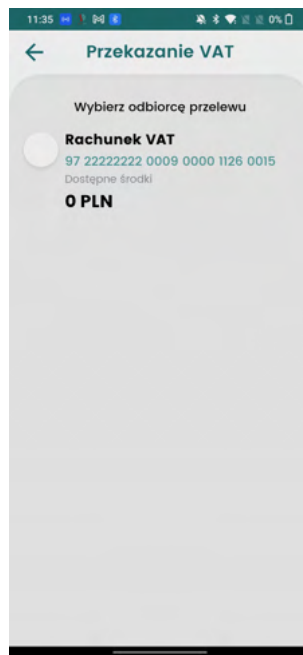 11:35
0%
Przekazanie VAT
Wybierz odbiorcę przelewu
Rachunek VAT
97 22222222 0009 0000 1126 0015
Dostępne środki
0 PLN